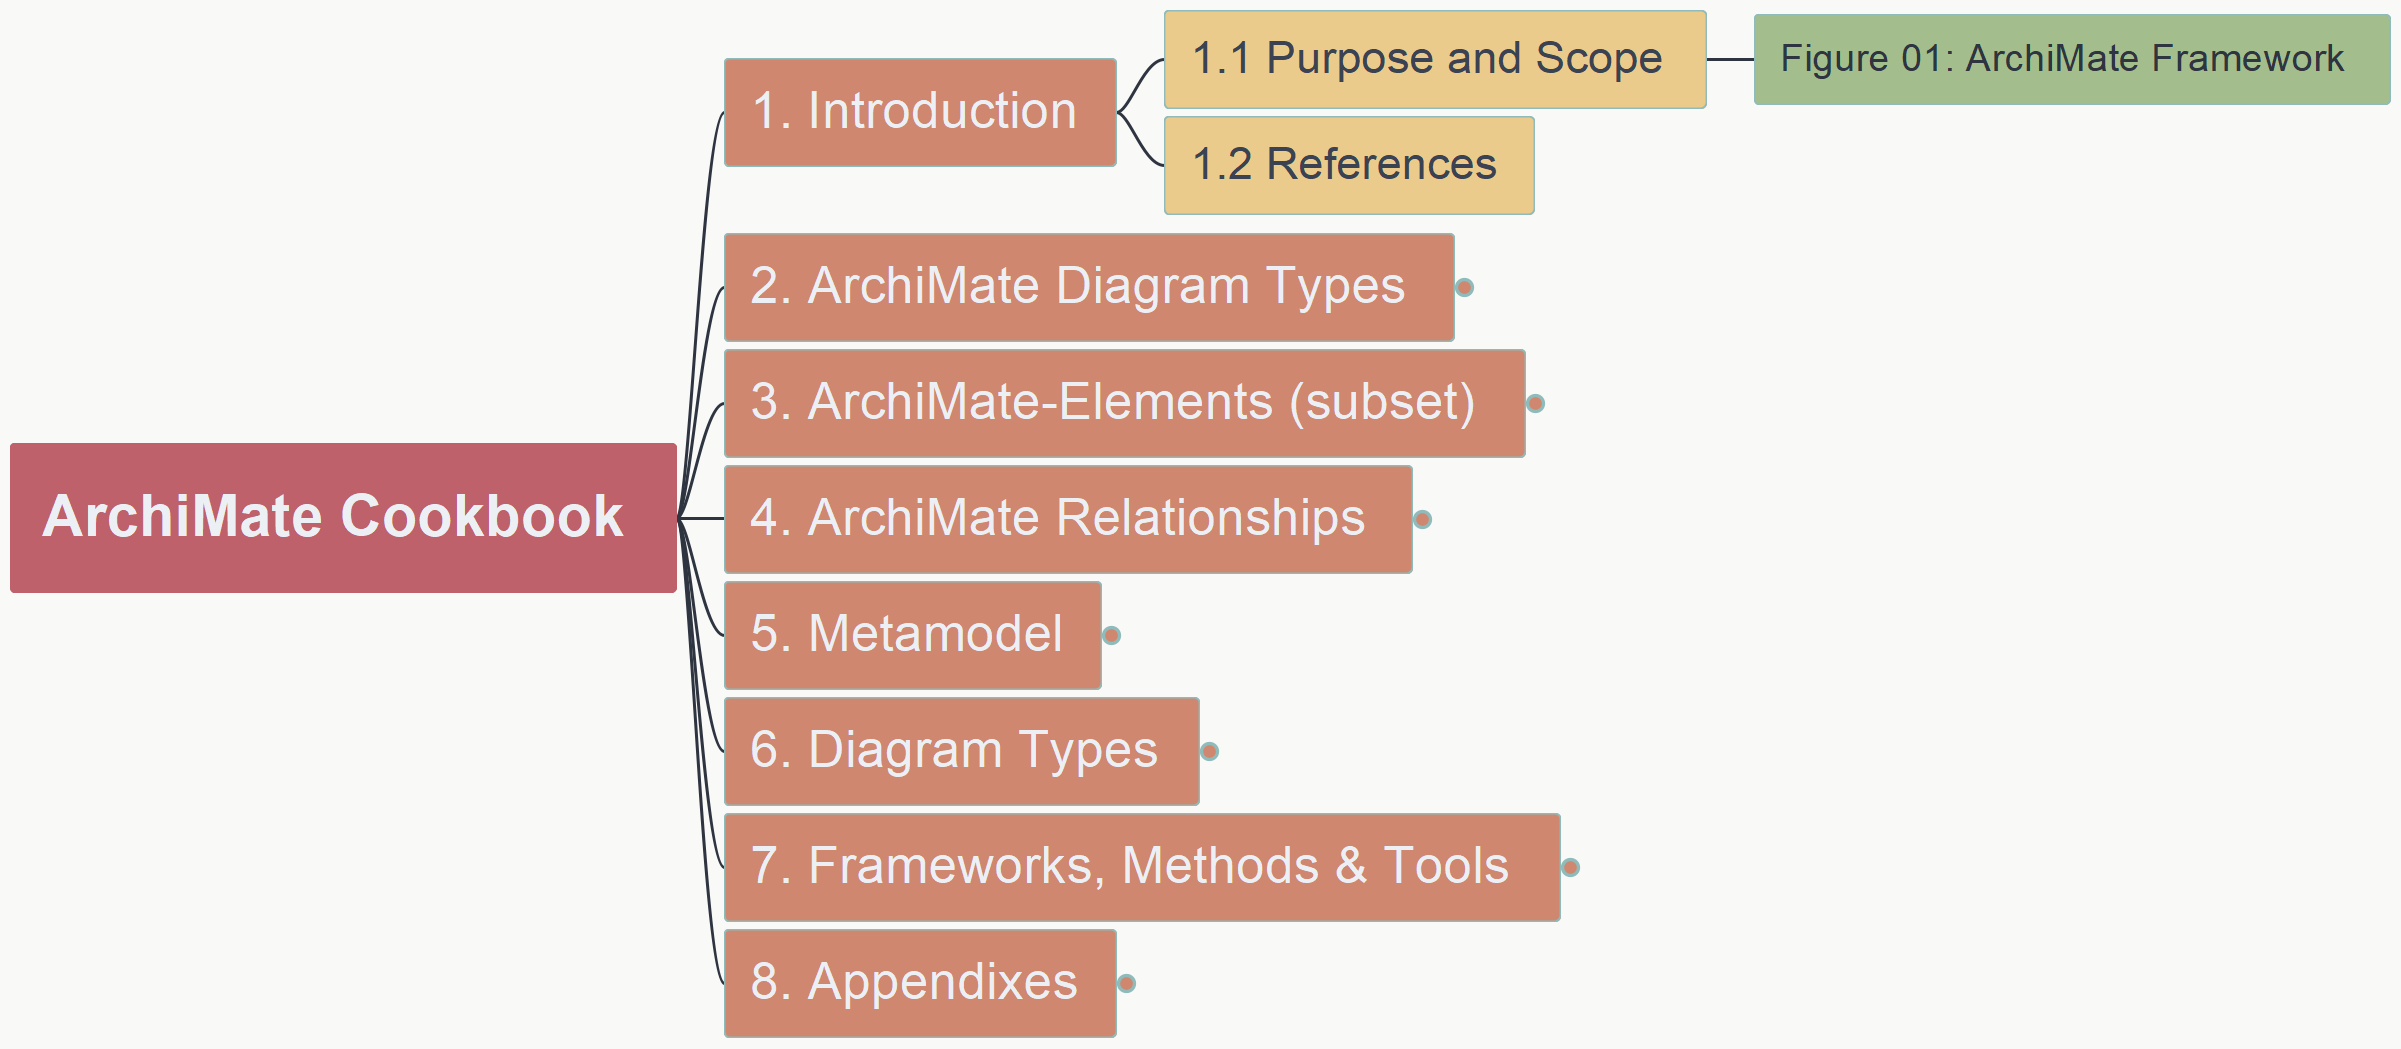 ArchiMate Cookbook
1. Introduction
1.1 Purpose and Scope
Figure 01: ArchiMate Framework
1.2 References
2. ArchiMate Diagram Types
3. ArchiMate-Elements (subset)
4. ArchiMate Relationships
5. Metamodel
6. Diagram Types
7. Frameworks, Methods & Tools
8. Appendixes